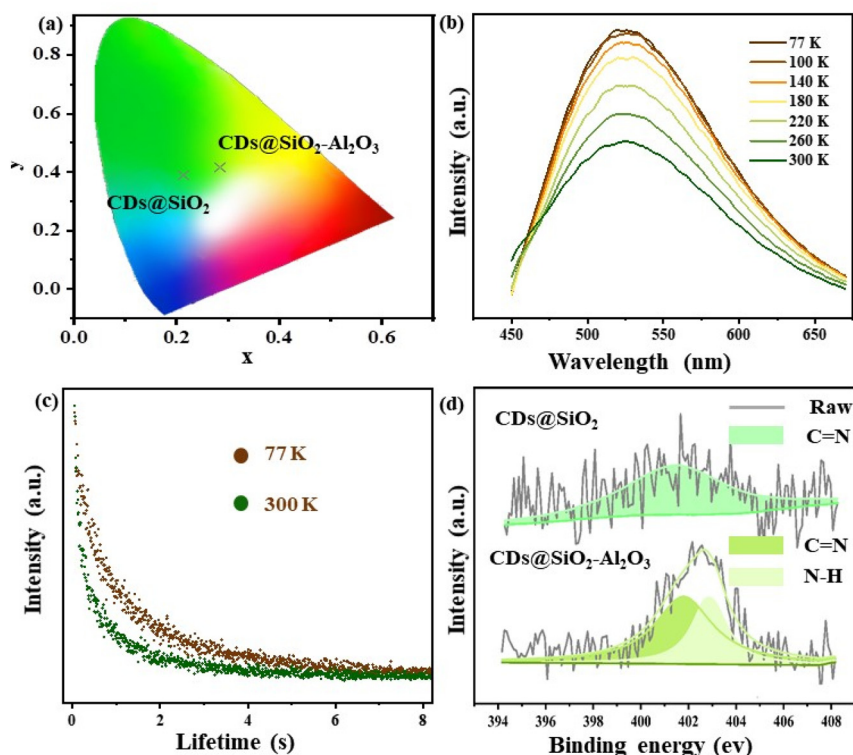 (a)
0.8
0.6
0.4
0.2
0.0
y
CDs@SiO₂-Al₂O₃
CDs@SiO₂
0.0 0.2 0.4 0.6
x
(b)
77 K
100 K
140 K
180 K
220 K
260 K
300 K
Intensity (a.u.)
450 500 550 600 650
Wavelength (nm)
(c)
77 K
300 K
Intensity (a.u.)
0 2 4 6 8
Lifetime (s)
(d)
CDs@SiO₂
Raw
C=N
CDs@SiO₂-Al₂O₃
C=N
N-H
Intensity (a.u.)
Intensity (a.u.)
394 396 398 400 402 404 406 408
Binding energy (ev)